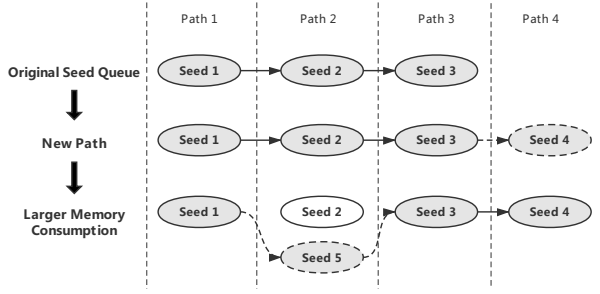 Path 1 Path 2 Path 3 Path 4
Original Seed Queue Seed 1 Seed 2 Seed 3
New Path Seed 1 Seed 2 Seed 3 Seed 4
Larger Memory
Consumption
Seed 1 Seed 2 Seed 3 Seed 4
Seed 5